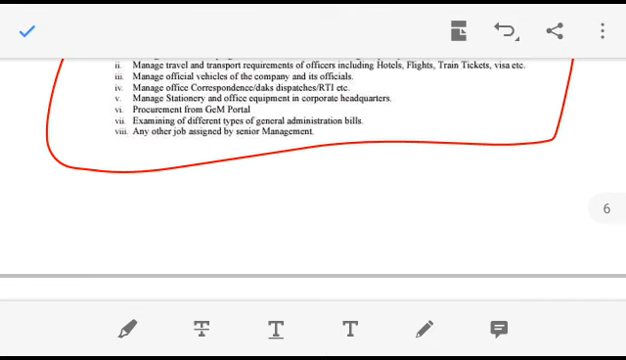 ii. Manage travel and transport requirements of officers including Hotels, Flights, Train Tickets, visa etc.
iii. Manage official vehicles of the company and its officials.
iv. Manage office Correspondence/daks dispatches/RTI etc.
v. Manage Stationery and office equipment in corporate headquarters.
vi. Procurement from GeM Portal
vii. Examining of different types of general administration bills.
viii. Any other job assigned by senior Management.
6